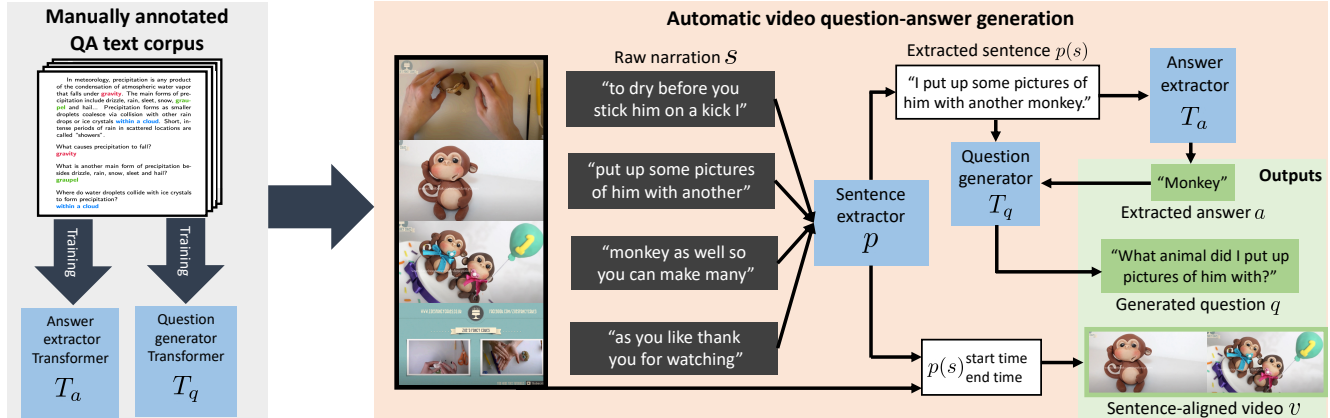 Manually annotated
QA text corpus
In meteorology, precipitation is any product
of the condensation of atmospheric water vapor
that falls under gravity. The main forms of pre-
cipitation include drizzle, rain, sleet, snow, grau-
pel and hail... Precipitation forms as smaller
droplets coalesce via collision with other rain
drops or ice crystals within a cloud. Short, in-
tense periods of rain in scattered locations are
called "showers".
What causes precipitation to fall?
gravity
What is another main form of precipitation be-
sides drizzle, rain, snow, sleet and hail?
graupel
Where do water droplets collide with ice crystals
to form precipitation?
within a cloud
Training
Training
Answer
extractor
Transformer
T_a
Question
generator
Transformer
T_q
Automatic video question-answer generation
Raw narration s
"to dry before you
stick him on a kick I"
"put up some pictures
of him with another"
"monkey as well so
you can make many"
"as you like thank
you for watching"
Sentence
extractor
p
Extracted sentence p(s)
"I put up some pictures of
him with another monkey."
Answer
extractor
T_a
Question
generator
T_q
Outputs
"Monkey"
Extracted answer a
"What animal did I put up
pictures of him with?"
Generated question q
p(s) start time
end time
Sentence-aligned video v